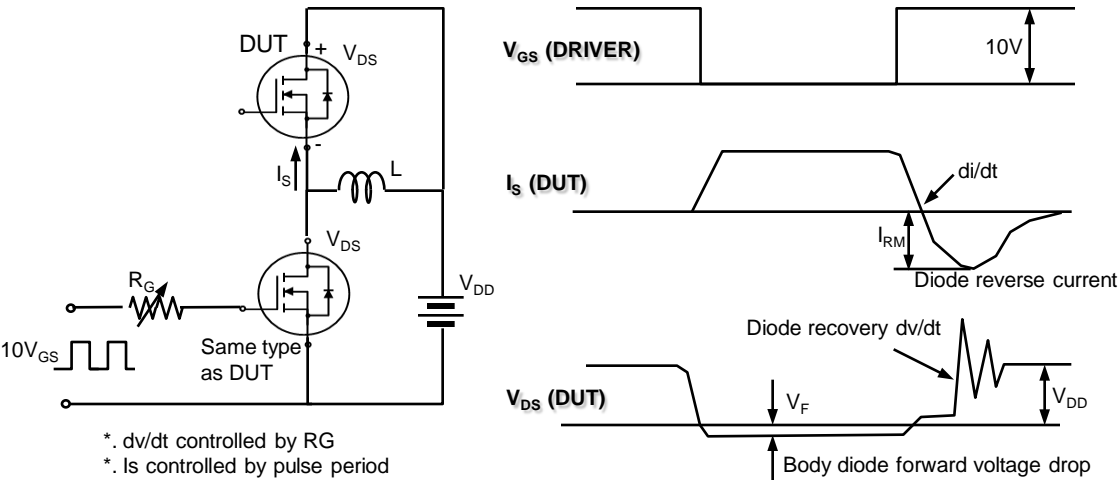 DUT
+ V_DS
-
I_S
L
V_DS
R_G
V_DD
10V_GS
Same type
as DUT
*. dv/dt controlled by RG
*. Is controlled by pulse period
V_GS (DRIVER)
10V
I_S (DUT)
di/dt
I_RM
Diode reverse current
Diode recovery dv/dt
V_DS (DUT)
V_F
V_DD
Body diode forward voltage drop